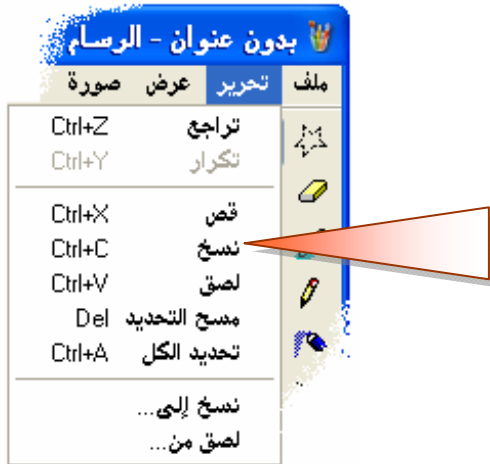 بدون عنوان - الرسام
ملف تحرير عرض صورة
تراجع Ctrl+Z
تكرار Ctrl+Y
قص Ctrl+X
نسخ Ctrl+C
لصق Ctrl+V
مسح التحديد Del
تحديد الكل Ctrl+A
نسخ إلى...
لصق من...